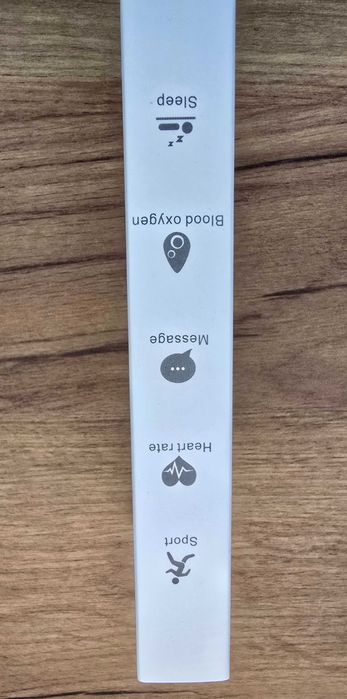 Sport
Heart rate
Message
Blood oxygen
Sleep